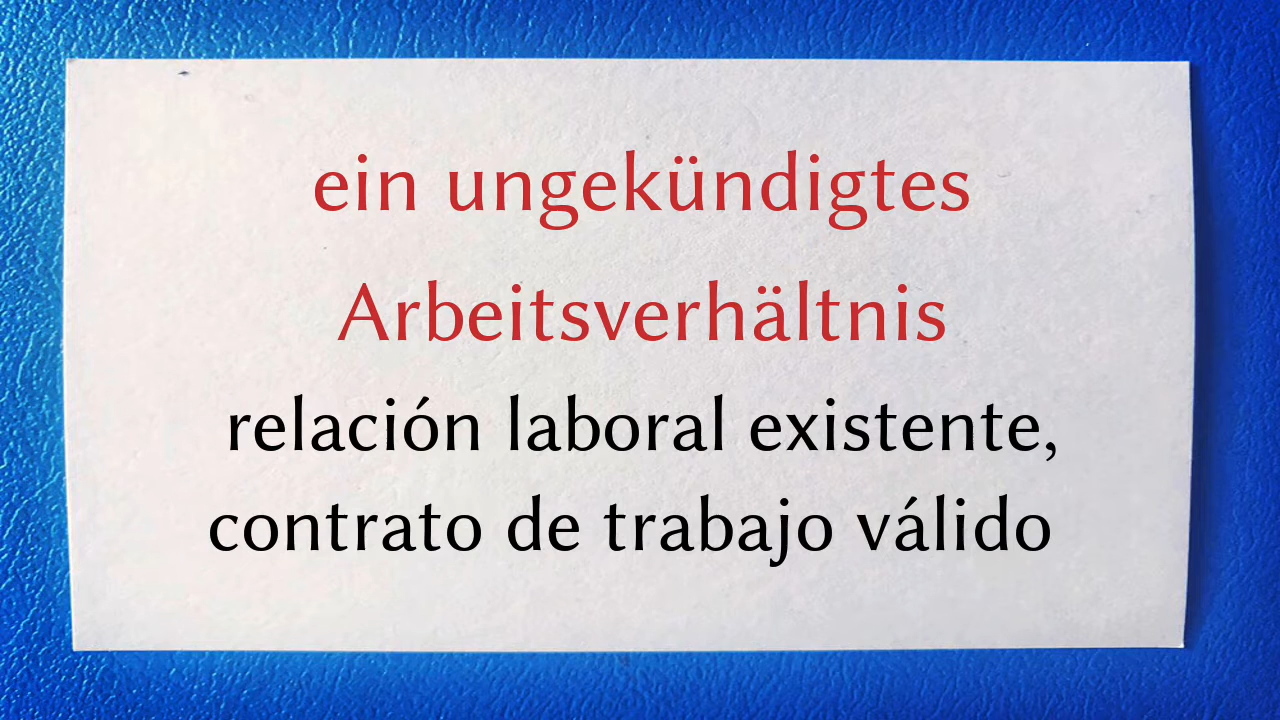 ein ungekündigtes
Arbeitsverhältnis
relación laboral existente,
contrato de trabajo válido